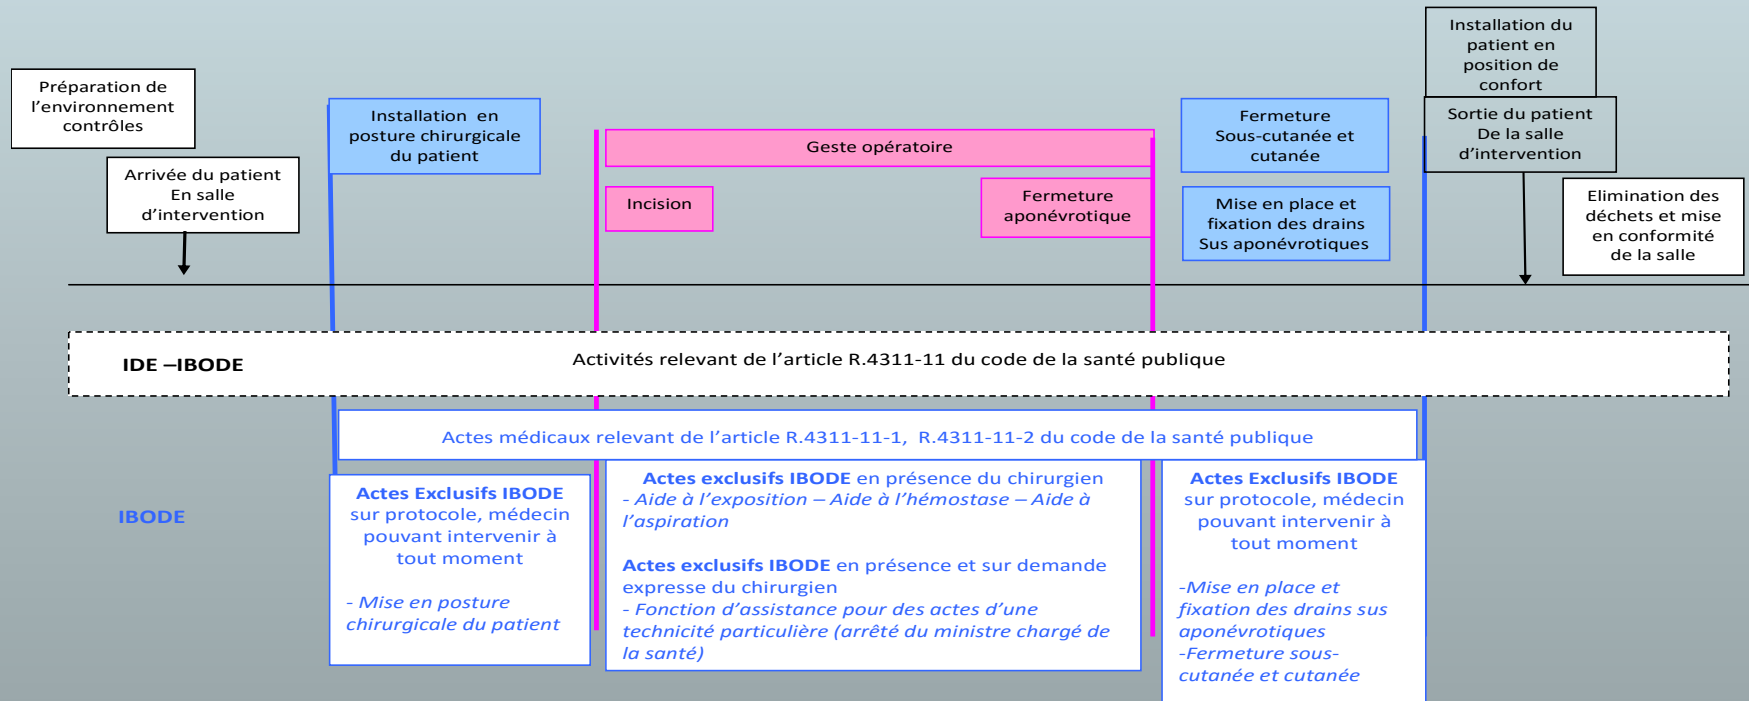 Préparation de
l’environnement
contrôles
Arrivée du patient
En salle
d’intervention
Installation en
posture chirurgicale
du patient
Geste opératoire
Incision
Fermeture
aponévrotique
Fermeture
Sous-cutanée et
cutanée
Mise en place et
fixation des drains
Sus aponévrotiques
Installation du
patient en
position de
confort
Sortie du patient
De la salle
d’intervention
Elimination des
déchets et mise
en conformité
de la salle
IDE –IBODE
Activités relevant de l’article R.4311-11 du code de la santé publique
Actes médicaux relevant de l’article R.4311-11-1, R.4311-11-2 du code de la santé publique
IBODE
Actes Exclusifs IBODE
sur protocole, médecin
pouvant intervenir à
tout moment
- Mise en posture
chirurgicale du patient
Actes exclusifs IBODE en présence du chirurgien
- Aide à l’exposition – Aide à l’hémostase – Aide à
l’aspiration
Actes exclusifs IBODE en présence et sur demande
expresse du chirurgien
- Fonction d’assistance pour des actes d’une
technicité particulière (arrêté du ministre chargé de
la santé)
Actes Exclusifs IBODE
sur protocole, médecin
pouvant intervenir à
tout moment
-Mise en place et
fixation des drains sus
aponévrotiques
-Fermeture sous-
cutanée et cutanée